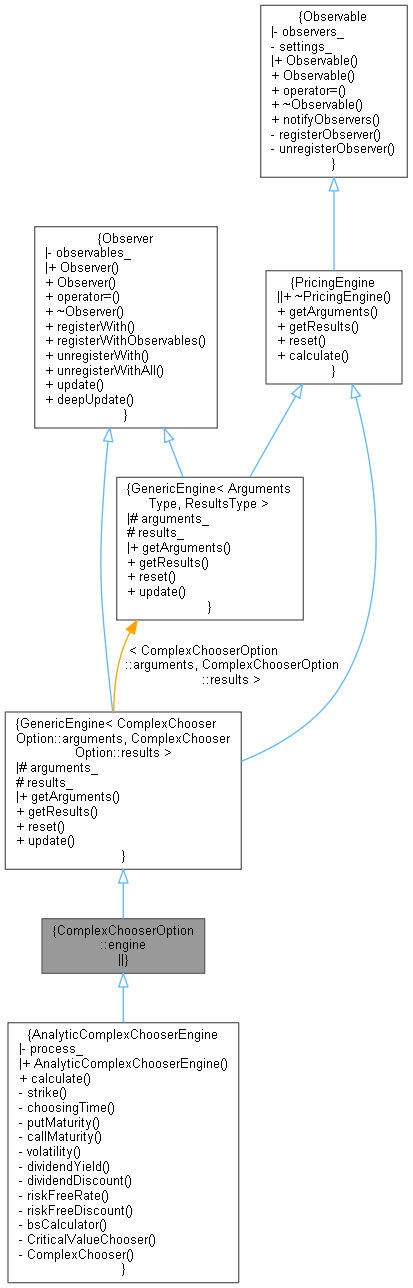 {Observable
|- observers_
- settings_
|+ Observable()
+ Observable()
+ operator=()
+ ~Observable()
+ notifyObservers()
- registerObserver()
- unregisterObserver()
}
{Observer
|- observables_
|+ Observer()
+ Observer()
+ operator=()
+ ~Observer()
+ registerWith()
+ registerWithObservables()
+ unregisterWith()
+ unregisterWithAll()
+ update()
+ deepUpdate()
}
{PricingEngine
||+ ~PricingEngine()
+ getArguments()
+ getResults()
+ reset()
+ calculate()
}
{GenericEngine< Arguments
Type, ResultsType >
|# arguments_
# results_
|+ getArguments()
+ getResults()
+ reset()
+ update()
}
< ComplexChooserOption
::arguments, ComplexChooserOption
::results >
{GenericEngine< ComplexChooser
Option::arguments, ComplexChooser
Option::results >
|# arguments_
# results_
|+ getArguments()
+ getResults()
+ reset()
+ update()
}
{ComplexChooserOption
::engine
||}
{AnalyticComplexChooserEngine
|- process_
|+ AnalyticComplexChooserEngine()
+ calculate()
- strike()
- choosingTime()
- putMaturity()
- callMaturity()
- volatility()
- dividendYield()
- dividendDiscount()
- riskFreeRate()
- riskFreeDiscount()
- bsCalculator()
- CriticalValueChooser()
- ComplexChooser()
}